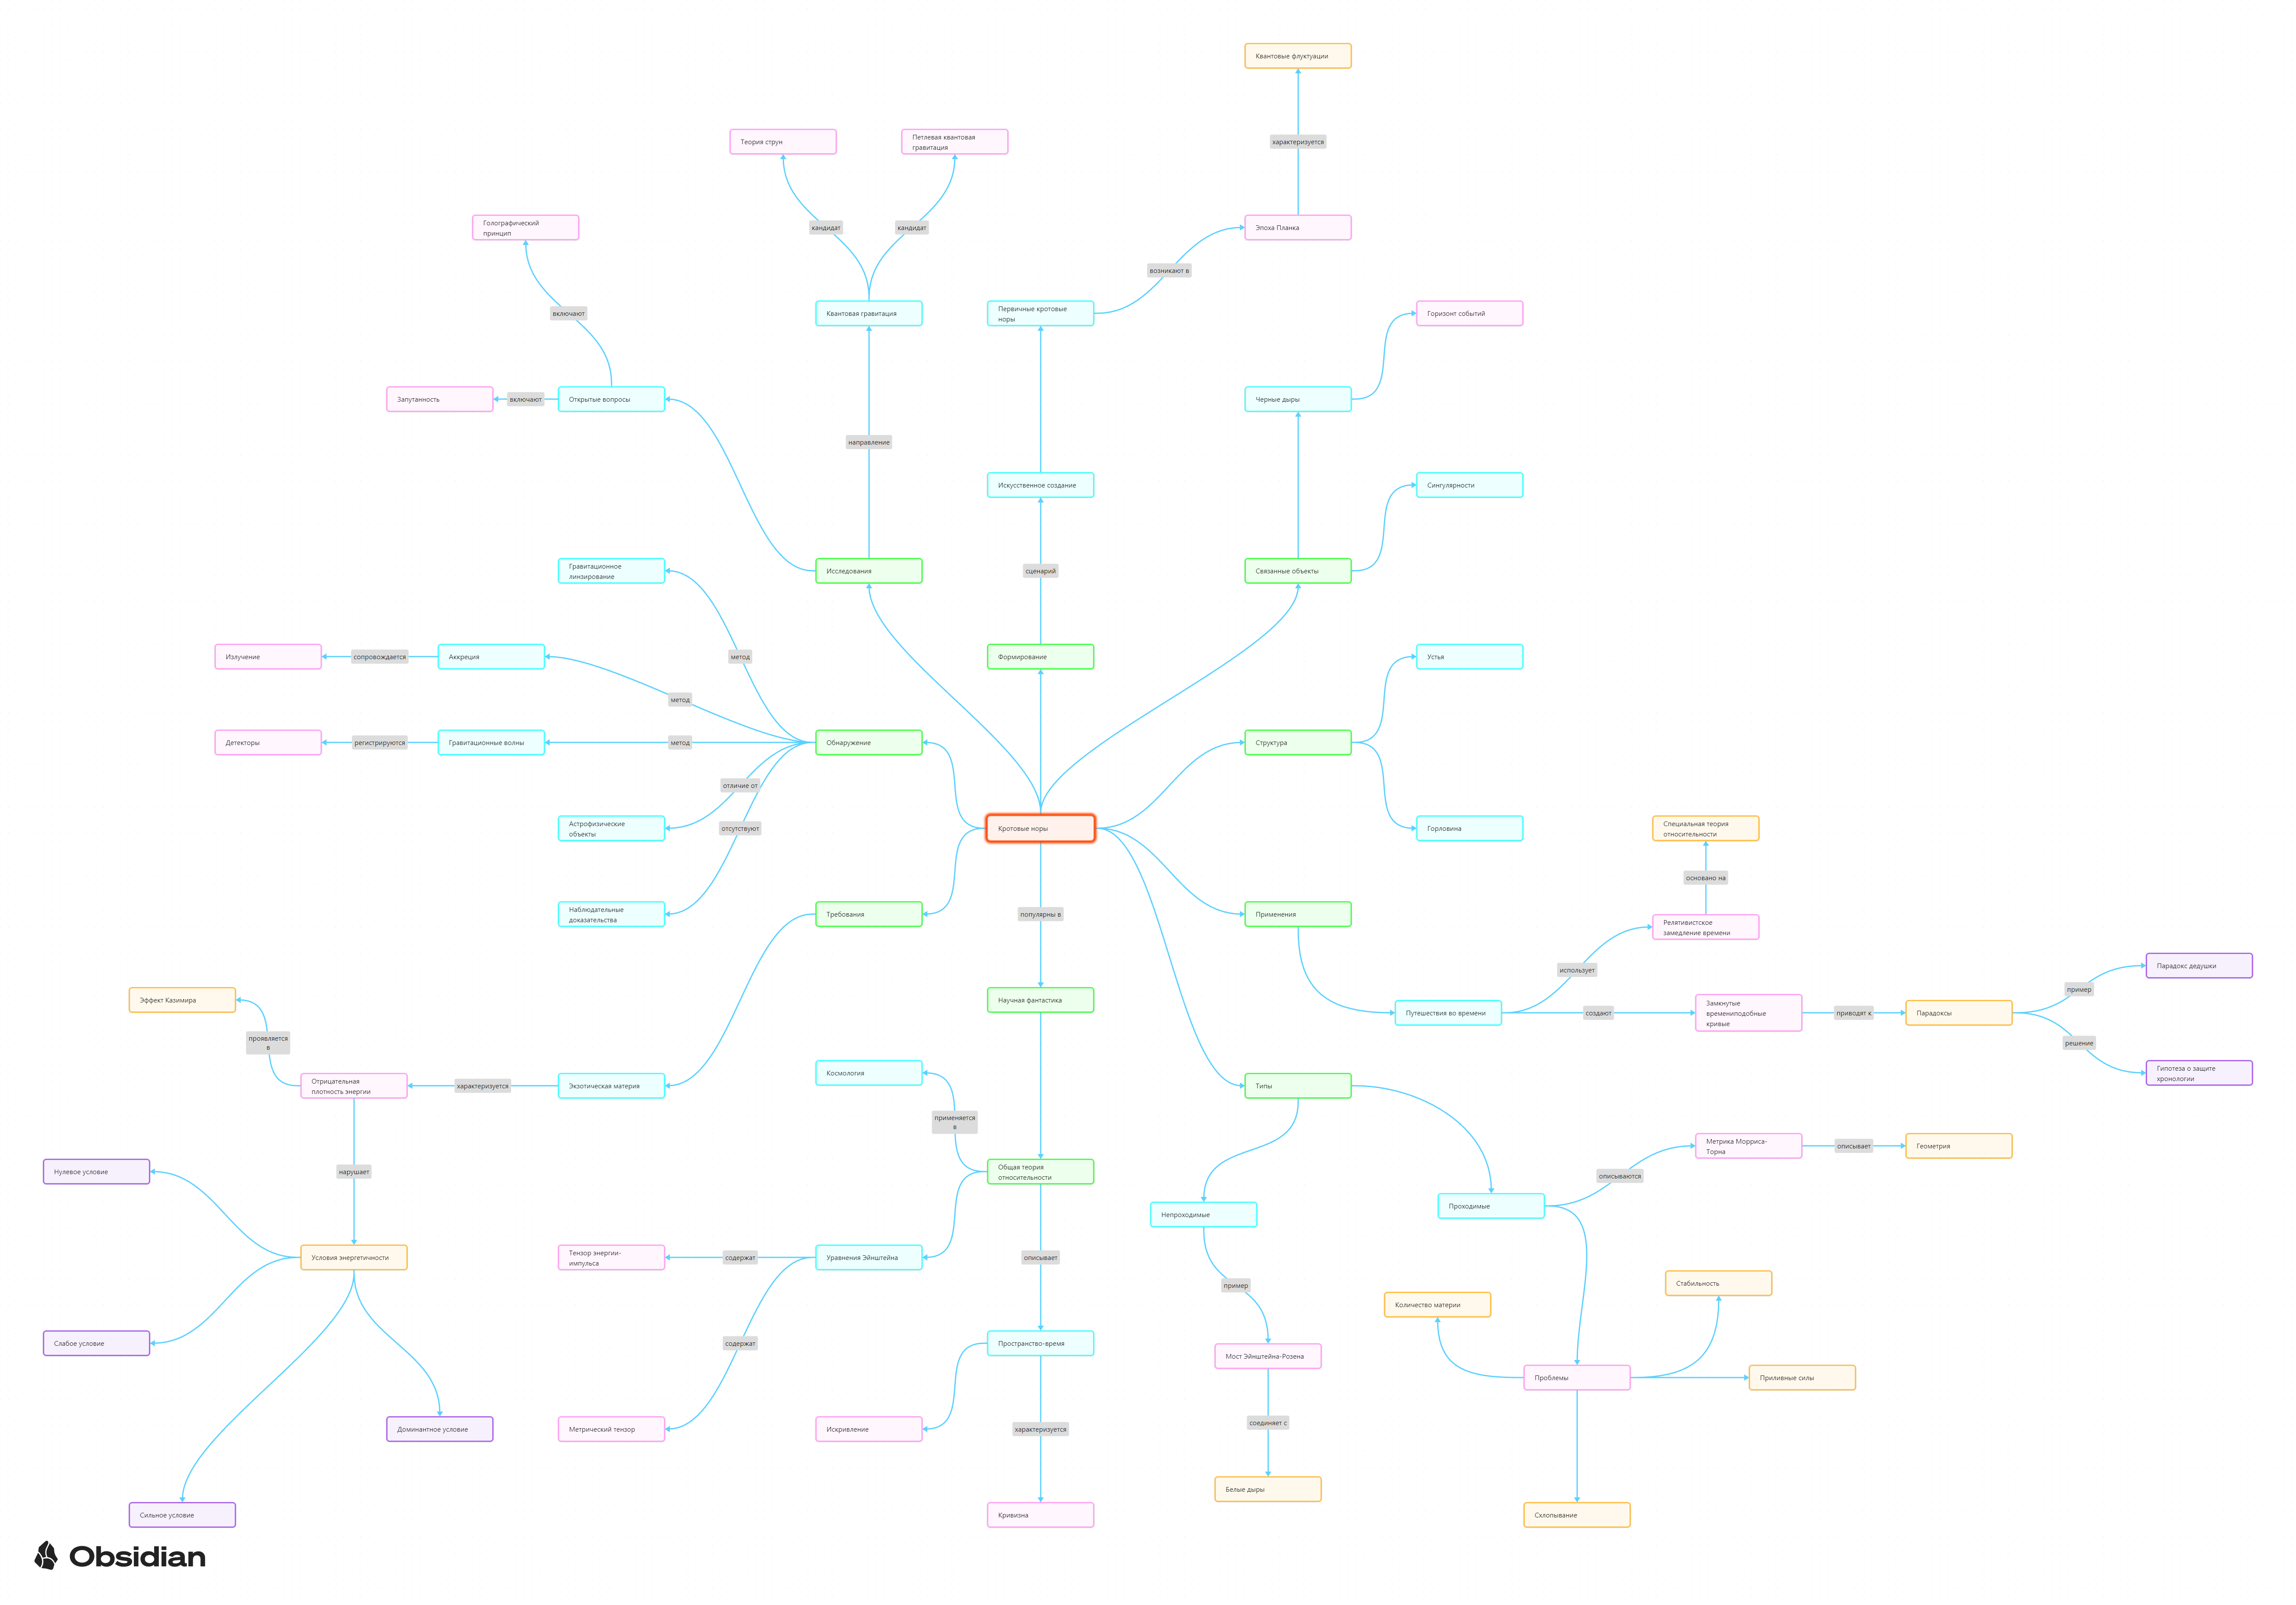 Квантовые флуктуации
характеризуется
Теория струн
Петлевая квантовая
гравитация
Голографический
принцип
кандидат
кандидат
Эпоха Планка
возникают в
включают
Квантовая гравитация
Первичные кротовые
норы
Горизонт событий
Запутанность
включают
Открытые вопросы
Черные дыры
направление
Искусственное создание
Сингулярности
Гравитационное
линзирование
Исследования
сценарий
Связанные объекты
Излучение
сопровождается
Аккреция
метод
Формирование
Устья
метод
Детекторы
регистрируются
Гравитационные волны
метод
Обнаружение
Структура
отличие от
Астрофизические
объекты
отсутствуют
Кротовые норы
Горловина
Специальная теория
относительности
основано на
Наблюдательные
доказательства
Требования
популярны в
Применения
Релятивистское
замедление времени
использует
Парадокс дедушки
пример
Эффект Казимира
Научная фантастика
Путешествия во времени
создают
Замкнутые
времениподобные
кривые
приводят к
Парадоксы
проявляется
в
решение
Гипотеза о защите
хронологии
Отрицательная
плотность энергии
характеризуется
Экзотическая материя
Космология
Типы
применяется
в
Метрика Морриса-
Торна
описывает
Геометрия
Нулевое условие
нарушает
Общая теория
относительности
описываются
Непроходимые
Проходимые
Условия энергетичности
Тензор энергии-
импульса
содержат
Уравнения Эйнштейна
описывает
пример
Стабильность
Количество материи
Слабое условие
содержат
Пространство-время
Мост Эйнштейна-Розена
Проблемы
Приливные силы
Доминантное условие
Метрический тензор
Искривление
характеризуется
соединяет с
Белые дыры
Сильное условие
Кривизна
Схлопывание
Obsidian